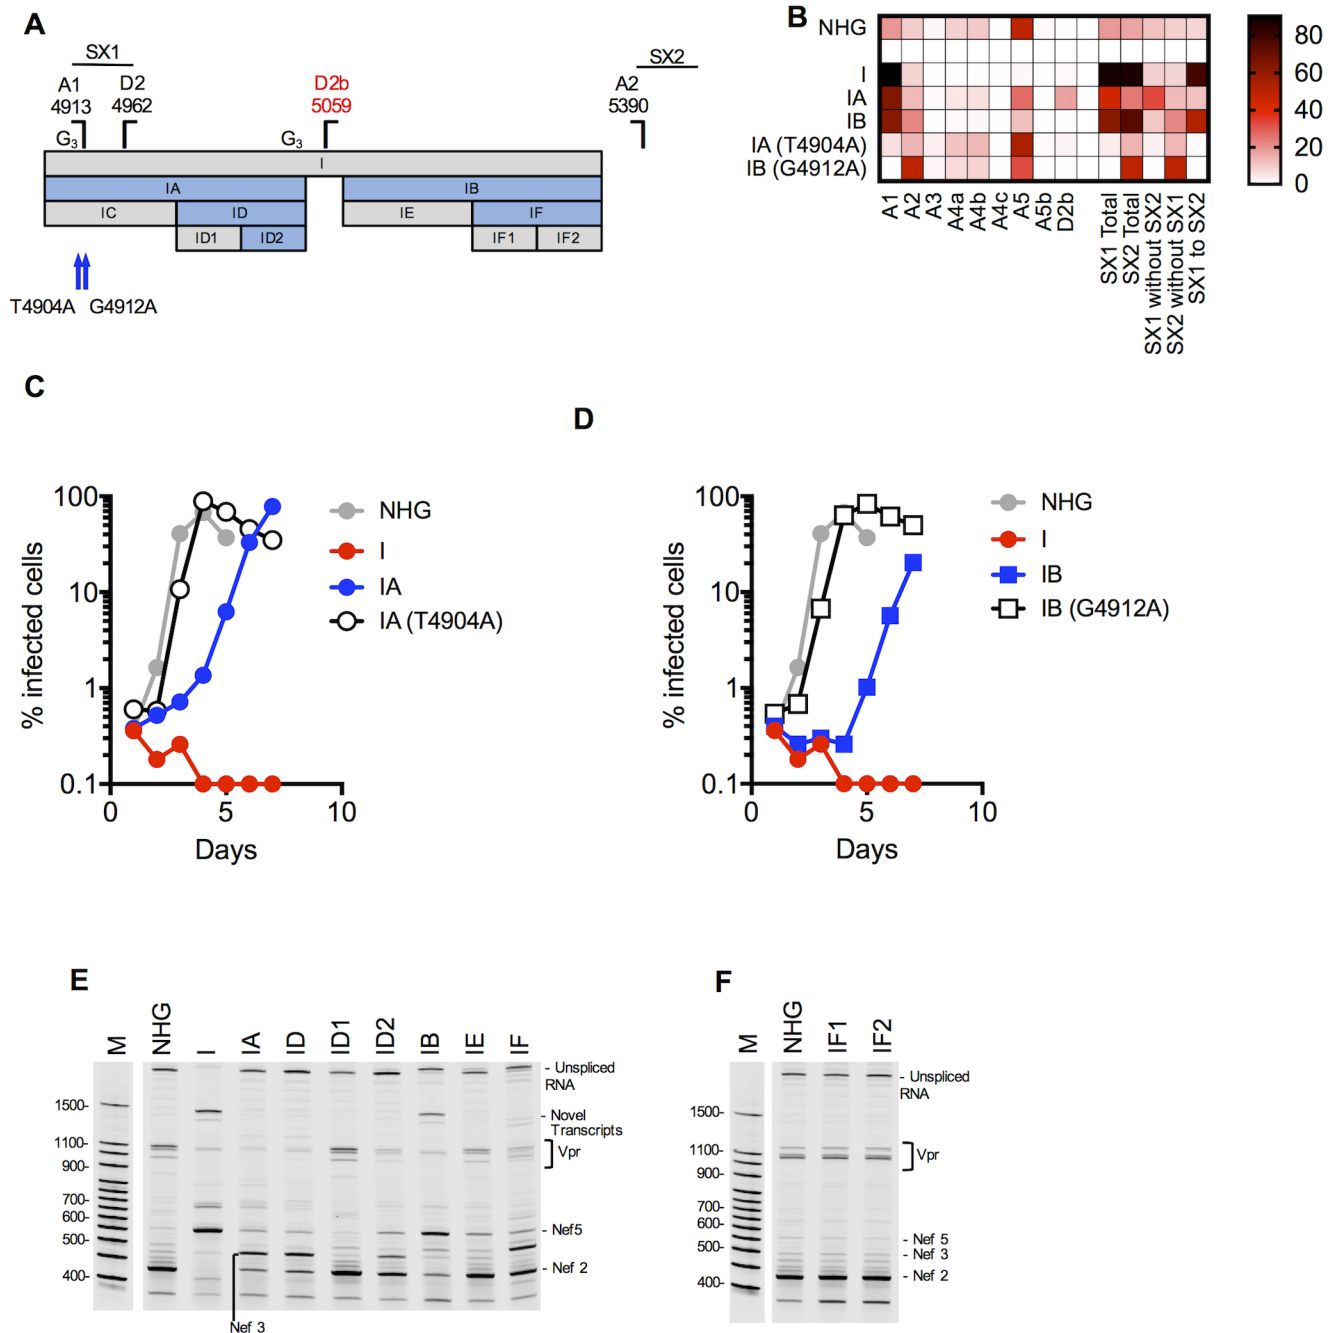 A
SX1
SX2
A1
D2
D2b
A2
4913
4962
5059
5390
G3
G3
I
IA
IB
IC
ID
IE
IF
ID1
ID2
IF1
IF2
T4904A
G4912A
B
NHG
I
IA
IB
IA (T4904A)
IB (G4912A)
A1
A2
A3
A4a
A4b
A4c
A5
A5b
D2b
SX1 Total
SX2 Total
SX1 without SX2
SX2 without SX1
SX1 to SX2
80
60
40
20
0
C
% infected cells
100
10
1
0.1
0
5
10
Days
NHG
I
IA
IA (T4904A)
D
% infected cells
100
10
1
0.1
0
5
10
Days
NHG
I
IB
IB (G4912A)
E
M
NHG
I
IA
ID
ID1
ID2
IB
IE
IF
1500-
1100-
900-
700-
600-
500-
400-
- Unspliced
RNA
- Novel
Transcripts
Vpr
- Nef5
- Nef 2
Nef 3
F
M
NHG
IF1
IF2
1500-
1100-
900-
700-
600-
500-
400-
- Unspliced
RNA
Vpr
- Nef 5
- Nef 3
- Nef 2